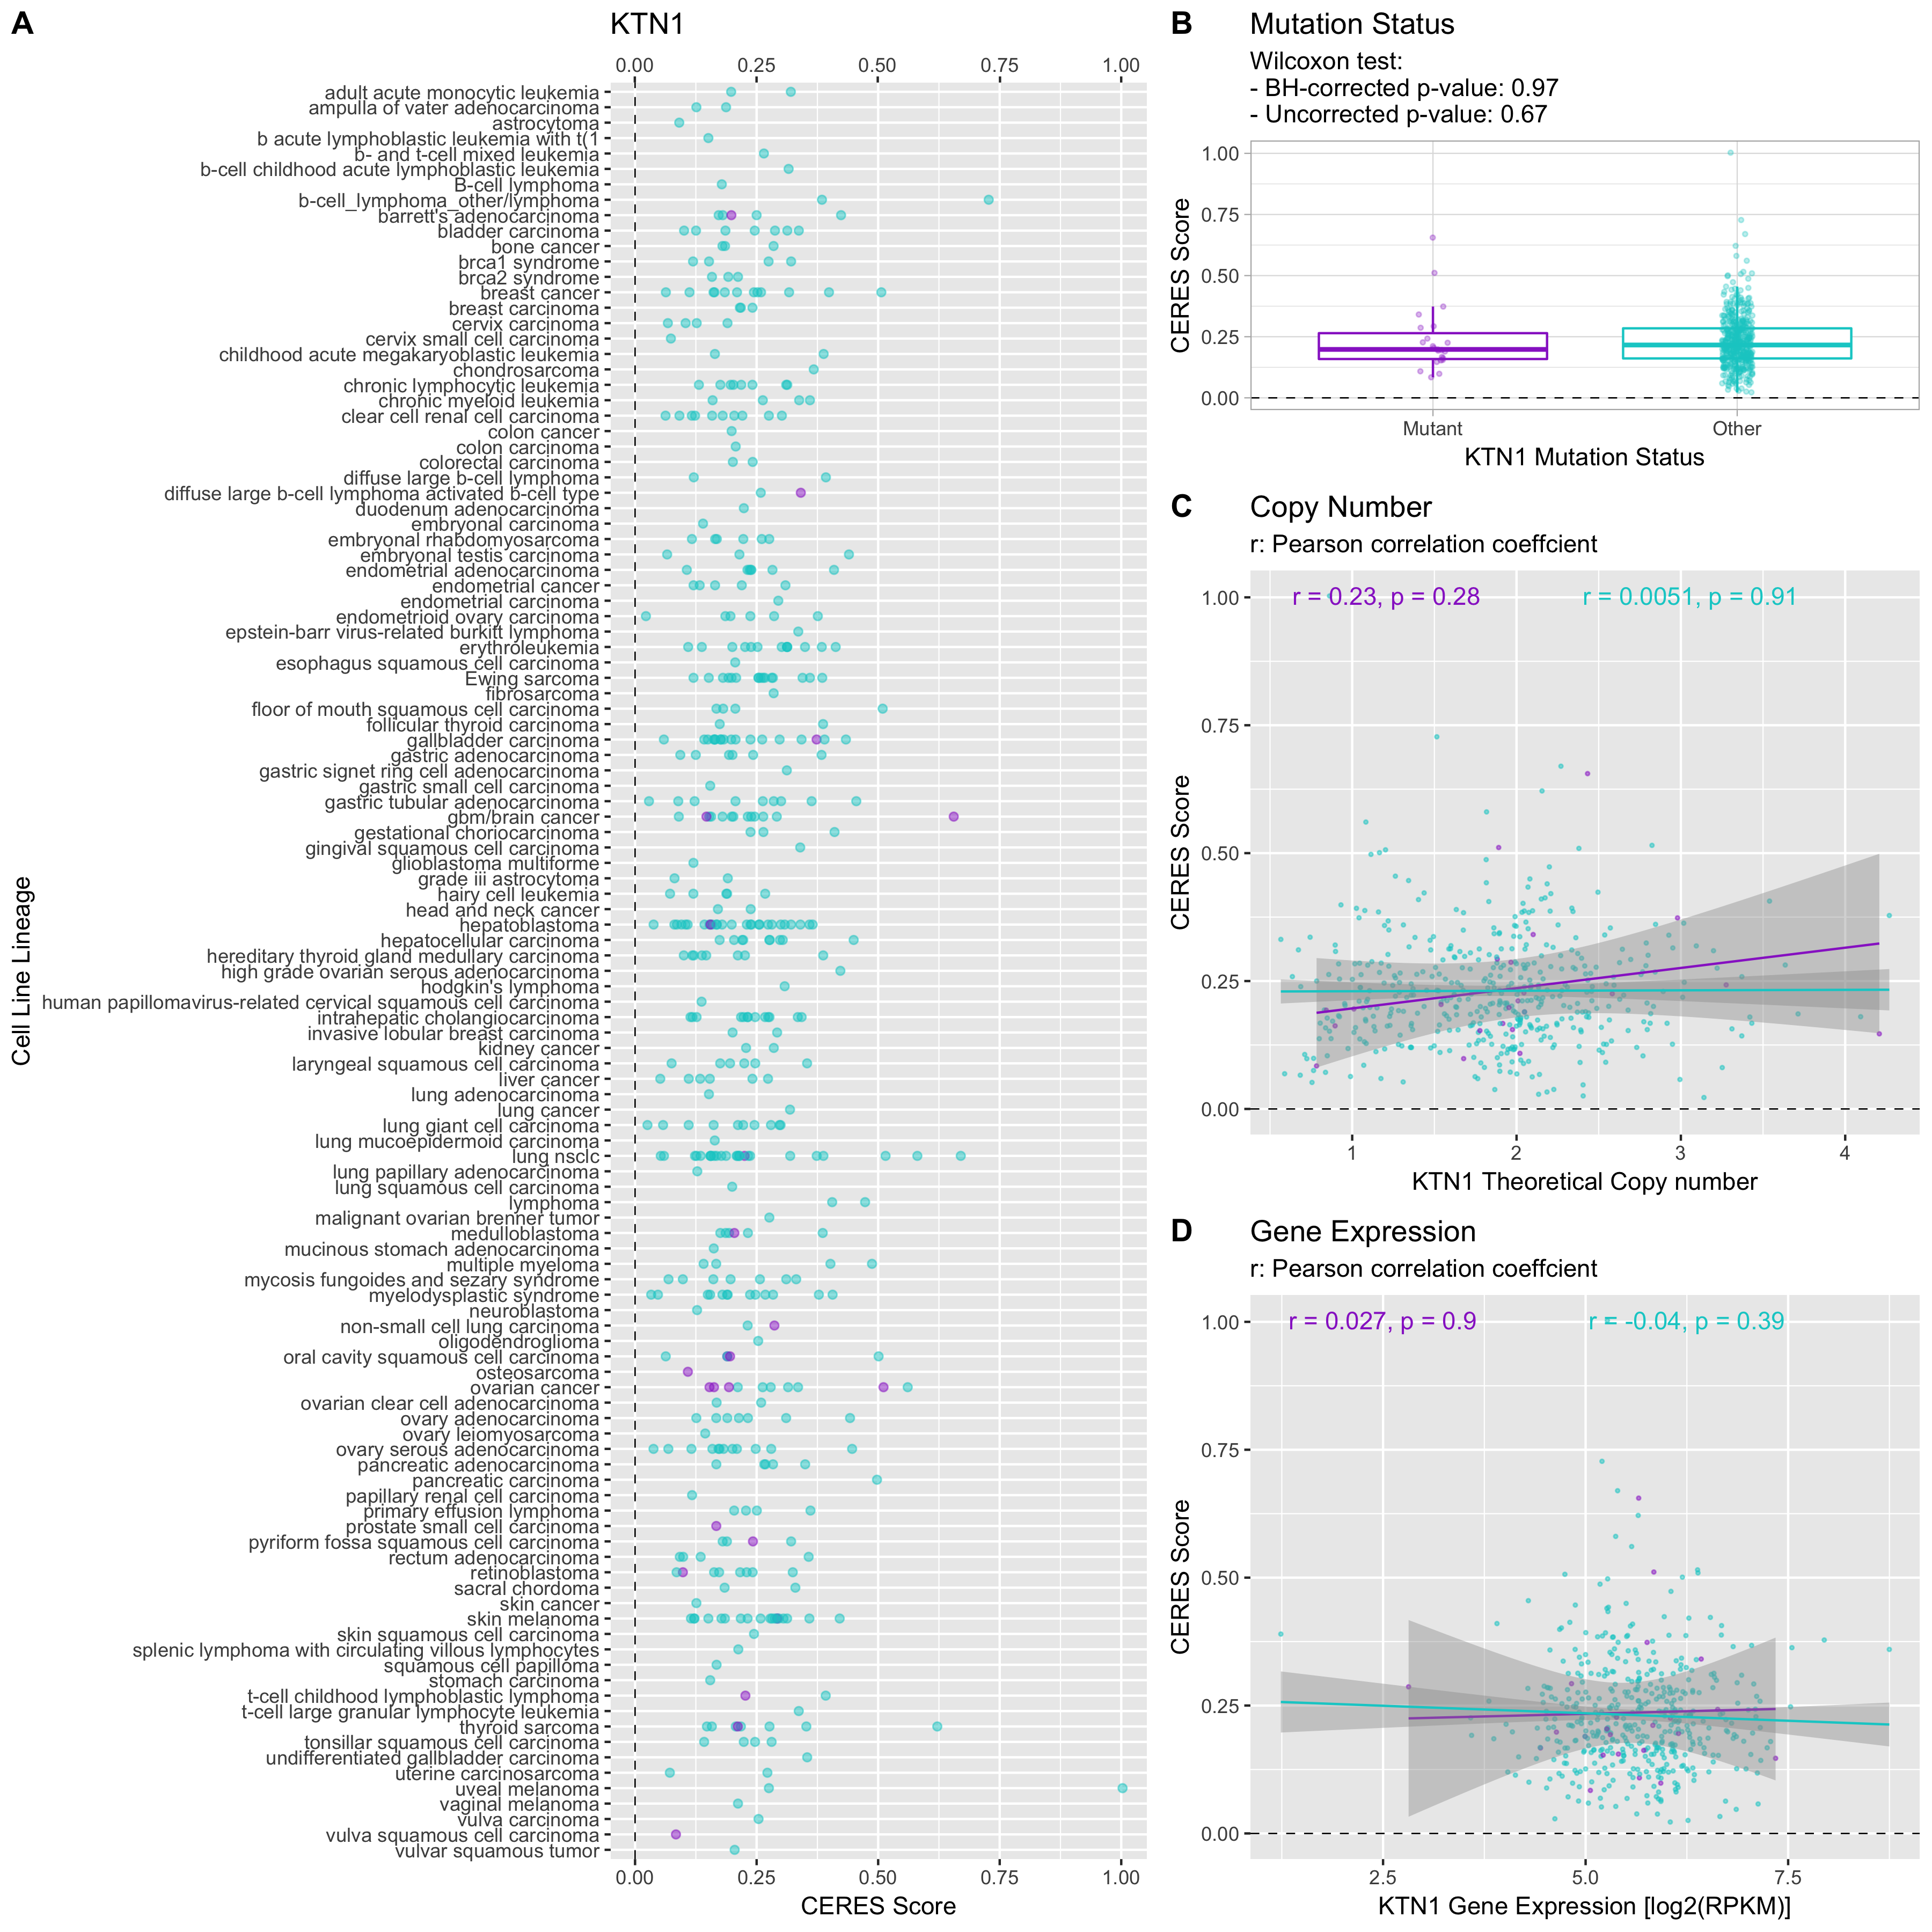 A
KTN1
0.00 0.25 0.50 0.75 1.00
adult acute monocytic leukemia
ampulla of vater adenocarcinoma
astrocytoma
b acute lymphoblastic leukemia with t(1
b- and t-cell mixed leukemia
b-cell childhood acute lymphoblastic leukemia
B-cell lymphoma
b-cell_lymphoma_other/lymphoma
barrett's adenocarcinoma
bladder carcinoma
bone cancer
brca1 syndrome
brca2 syndrome
breast cancer
breast carcinoma
cervix carcinoma
cervix small cell carcinoma
childhood acute megakaryoblastic leukemia
chondrosarcoma
chronic lymphocytic leukemia
chronic myeloid leukemia
clear cell renal cell carcinoma
colon cancer
colon carcinoma
colorectal carcinoma
diffuse large b-cell lymphoma
diffuse large b-cell lymphoma activated b-cell type
duodenum adenocarcinoma
embryonal carcinoma
embryonal rhabdomyosarcoma
embryonal testis carcinoma
endometrial adenocarcinoma
endometrial cancer
endometrial carcinoma
endometrioid ovary carcinoma
epstein-barr virus-related burkitt lymphoma
erythroleukemia
esophagus squamous cell carcinoma
Ewing sarcoma
fibrosarcoma
floor of mouth squamous cell carcinoma
follicular thyroid carcinoma
gallbladder carcinoma
gastric adenocarcinoma
gastric signet ring cell adenocarcinoma
gastric small cell carcinoma
gastric tubular adenocarcinoma
gbm/brain cancer
gestational choriocarcinoma
gingival squamous cell carcinoma
glioblastoma multiforme
grade iii astrocytoma
hairy cell leukemia
head and neck cancer
hepatoblastoma
hepatocellular carcinoma
hereditary thyroid gland medullary carcinoma
high grade ovarian serous adenocarcinoma
hodgkin's lymphoma
human papillomavirus-related cervical squamous cell carcinoma
intrahepatic cholangiocarcinoma
invasive lobular breast carcinoma
kidney cancer
laryngeal squamous cell carcinoma
liver cancer
lung adenocarcinoma
lung cancer
lung giant cell carcinoma
lung mucoepidermoid carcinoma
lung nsclc
lung papillary adenocarcinoma
lung squamous cell carcinoma
lymphoma
malignant ovarian brenner tumor
medulloblastoma
mucinous stomach adenocarcinoma
multiple myeloma
mycosis fungoides and sezary syndrome
myelodysplastic syndrome
neuroblastoma
non-small cell lung carcinoma
oligodendroglioma
oral cavity squamous cell carcinoma
osteosarcoma
ovarian cancer
ovarian clear cell adenocarcinoma
ovary adenocarcinoma
ovary leiomyosarcoma
ovary serous adenocarcinoma
pancreatic adenocarcinoma
pancreatic carcinoma
papillary renal cell carcinoma
primary effusion lymphoma
prostate small cell carcinoma
pyriform fossa squamous cell carcinoma
rectum adenocarcinoma
retinoblastoma
sacral chordoma
skin cancer
skin melanoma
skin squamous cell carcinoma
splenic lymphoma with circulating villous lymphocytes
squamous cell papilloma
stomach carcinoma
t-cell childhood lymphoblastic lymphoma
t-cell large granular lymphocyte leukemia
thyroid sarcoma
tonsillar squamous cell carcinoma
undifferentiated gallbladder carcinoma
uterine carcinosarcoma
uveal melanoma
vaginal melanoma
vulva carcinoma
vulva squamous cell carcinoma
vulvar squamous tumor
0.00 0.25 0.50 0.75 1.00
CERES Score
Cell Line Lineage
B
Mutation Status
Wilcoxon test:
- BH-corrected p-value: 0.97
- Uncorrected p-value: 0.67
1.00
0.75
0.50
0.25
0.00
CERES Score
Mutant Other
KTN1 Mutation Status
C
Copy Number
r: Pearson correlation coeffcient
r = 0.23, p = 0.28 r = 0.0051, p = 0.91
1.00
0.75
0.50
0.25
0.00
CERES Score
1 2 3 4
KTN1 Theoretical Copy number
D
Gene Expression
r: Pearson correlation coeffcient
r = 0.027, p = 0.9 r = -0.04, p = 0.39
1.00
0.75
0.50
0.25
0.00
CERES Score
2.5 5.0 7.5
KTN1 Gene Expression [log2(RPKM)]